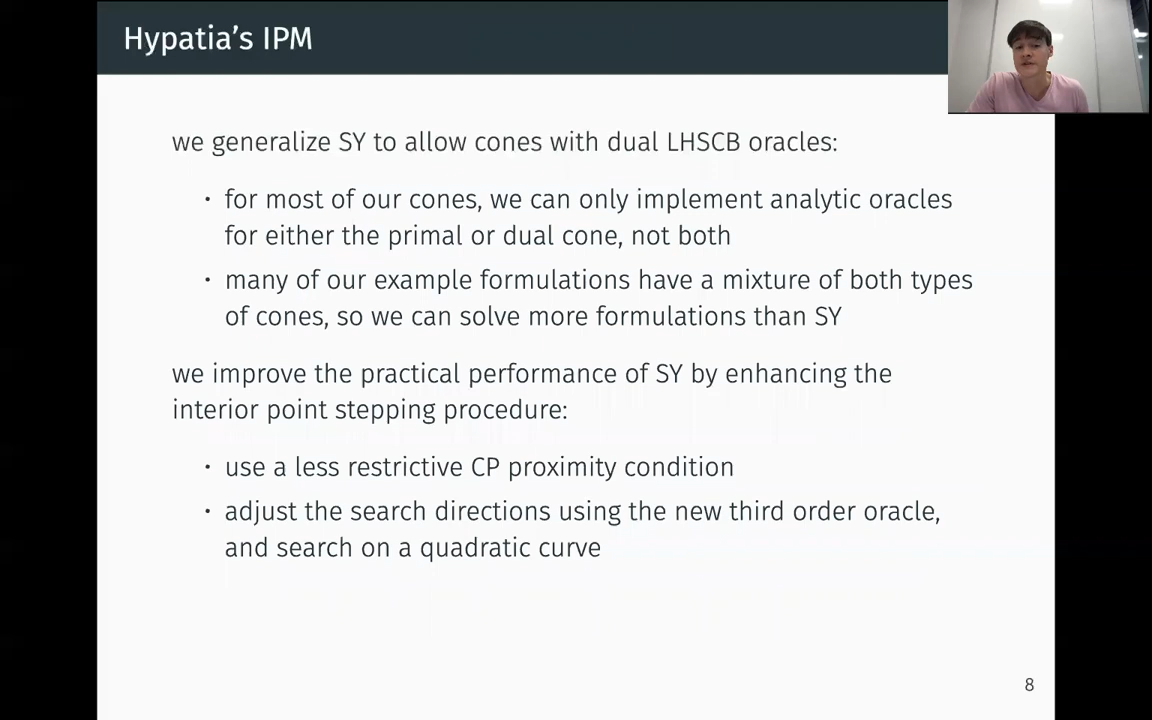 Hypatia's IPM
we generalize SY to allow cones with dual LHSCB oracles:
· for most of our cones, we can only implement analytic oracles
for either the primal or dual cone, not both
· many of our example formulations have a mixture of both types
of cones, so we can solve more formulations than SY
we improve the practical performance of SY by enhancing the
interior point stepping procedure:
· use a less restrictive CP proximity condition
· adjust the search directions using the new third order oracle,
and search on a quadratic curve
8